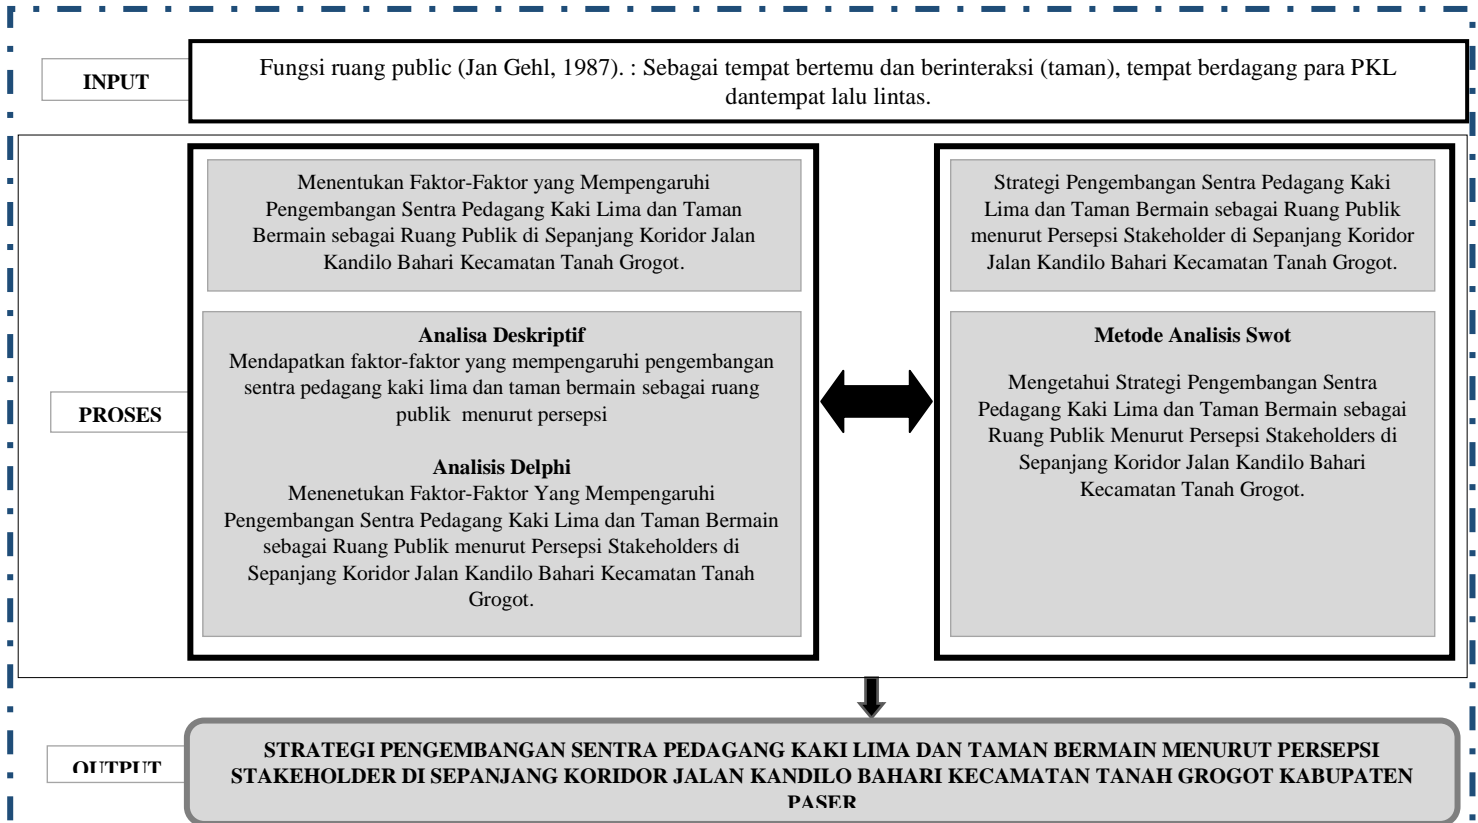 INPUT
Fungsi ruang public (Jan Gehl, 1987). : Sebagai tempat bertemu dan berinteraksi (taman), tempat berdagang para PKL
dantempat lalu lintas.
PROSES
Menentukan Faktor-Faktor yang Mempengaruhi
Pengembangan Sentra Pedagang Kaki Lima dan Taman
Bermain sebagai Ruang Publik di Sepanjang Koridor Jalan
Kandilo Bahari Kecamatan Tanah Grogot.
Analisa Deskriptif
Mendapatkan faktor-faktor yang mempengaruhi pengembangan
sentra pedagang kaki lima dan taman bermain sebagai ruang
publik menurut persepsi
Analisis Delphi
Menenetukan Faktor-Faktor Yang Mempengaruhi
Pengembangan Sentra Pedagang Kaki Lima dan Taman Bermain
sebagai Ruang Publik menurut Persepsi Stakeholders di
Sepanjang Koridor Jalan Kandilo Bahari Kecamatan Tanah
Grogot.
Strategi Pengembangan Sentra Pedagang Kaki
Lima dan Taman Bermain sebagai Ruang Publik
menurut Persepsi Stakeholder di Sepanjang Koridor
Jalan Kandilo Bahari Kecamatan Tanah Grogot.
Metode Analisis Swot
Mengetahui Strategi Pengembangan Sentra
Pedagang Kaki Lima dan Taman Bermain sebagai
Ruang Publik Menurut Persepsi Stakeholders di
Sepanjang Koridor Jalan Kandilo Bahari
Kecamatan Tanah Grogot.
OUTPUT
STRATEGI PENGEMBANGAN SENTRA PEDAGANG KAKI LIMA DAN TAMAN BERMAIN MENURUT PERSEPSI
STAKEHOLDER DI SEPANJANG KORIDOR JALAN KANDILO BAHARI KECAMATAN TANAH GROGOT KABUPATEN
PASER